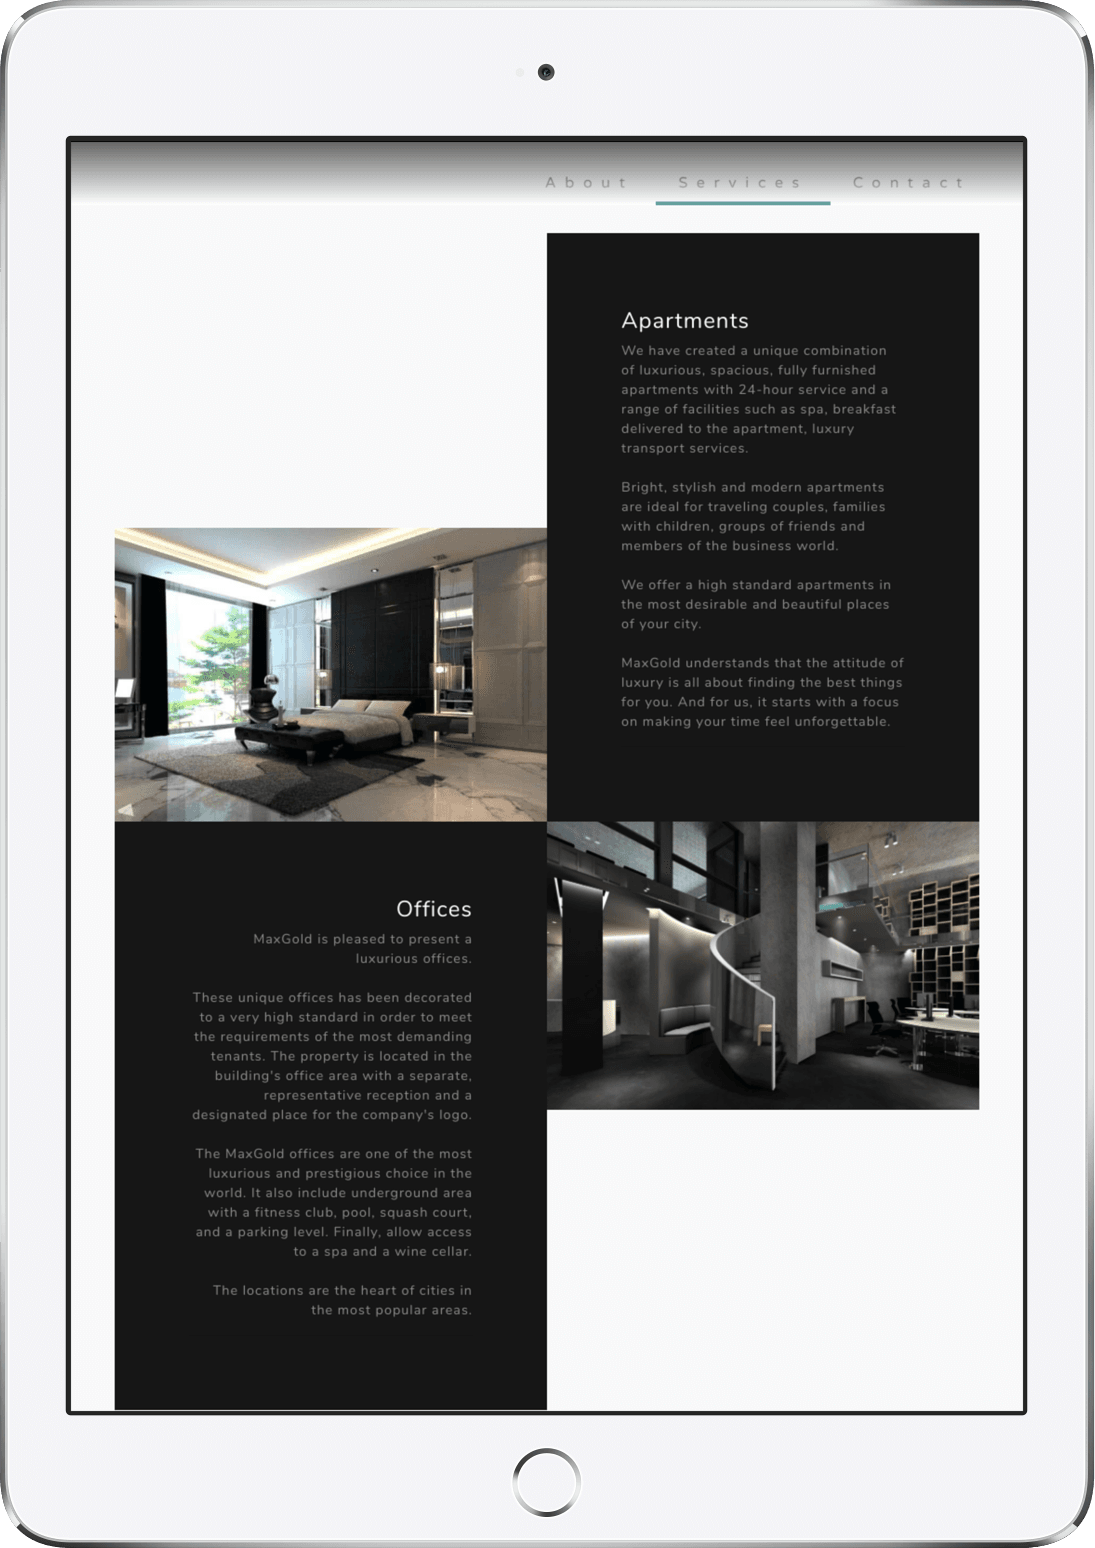 About Services Contact
Apartments
We have created a unique combination
of luxurious, spacious, fully furnished
apartments with 24-hour service and a
range of facilities such as spa, breakfast
delivered to the apartment, luxury
transport services.
Bright, stylish and modern apartments
are ideal for traveling couples, families
with children, groups of friends and
members of the business world.
We offer a high standard apartments in
the most desirable and beautiful places
of your city.
MaxGold understands that the attitude of
luxury is all about finding the best things
for you. And for us, it starts with a focus
on making your time feel unforgettable.
Offices
MaxGold is pleased to present a
luxurious offices.
These unique offices has been decorated
to a very high standard in order to meet
the requirements of the most demanding
tenants. The property is located in the
building's office area with a separate,
representative reception and a
designated place for the company's logo.
The MaxGold offices are one of the most
luxurious and prestigious choice in the
world. It also include underground area
with a fitness club, pool, squash court,
and a parking level. Finally, allow access
to a spa and a wine cellar.
The locations are the heart of cities in
the most popular areas.